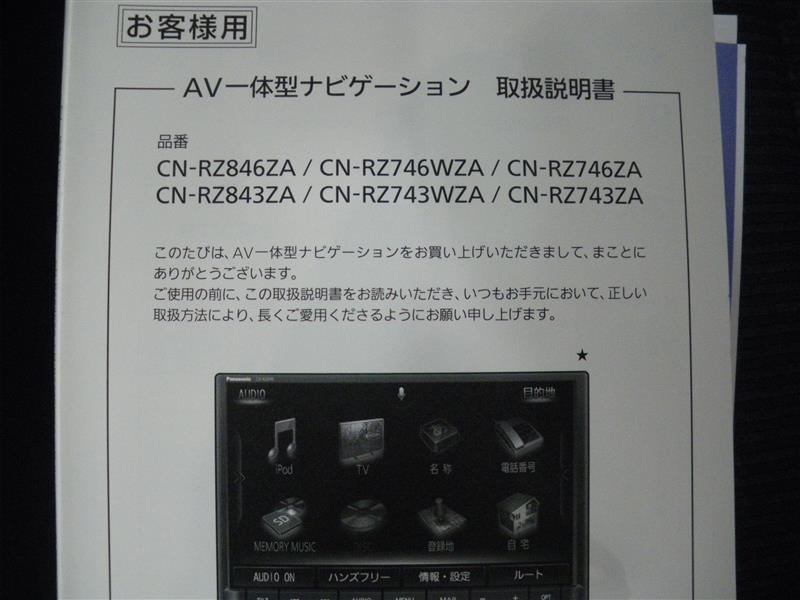 お客様用
AV一体型ナビゲーション 取扱説明書
品番
CN-RZ846ZA / CN-RZ746WZA / CN-RZ746ZA
CN-RZ843ZA / CN-RZ743WZA / CN-RZ743ZA
このたびは、AV一体型ナビゲーションをお買い上げいただきまして、まことに
ありがとうございます。
ご使用の前に、この取扱説明書をお読みいただき、いつもお手元において、正しい
取扱方法により、長くご愛用くださるようにお願い申し上げます。
★
Panasonic
AUDIO 目的地
iPod TV 名称 電話番号
SD
MEMORY MUSIC DISC 登録地 自宅
AUDIO ON ハンズフリー 情報・設定 ルート
AUDIO MENU MAP